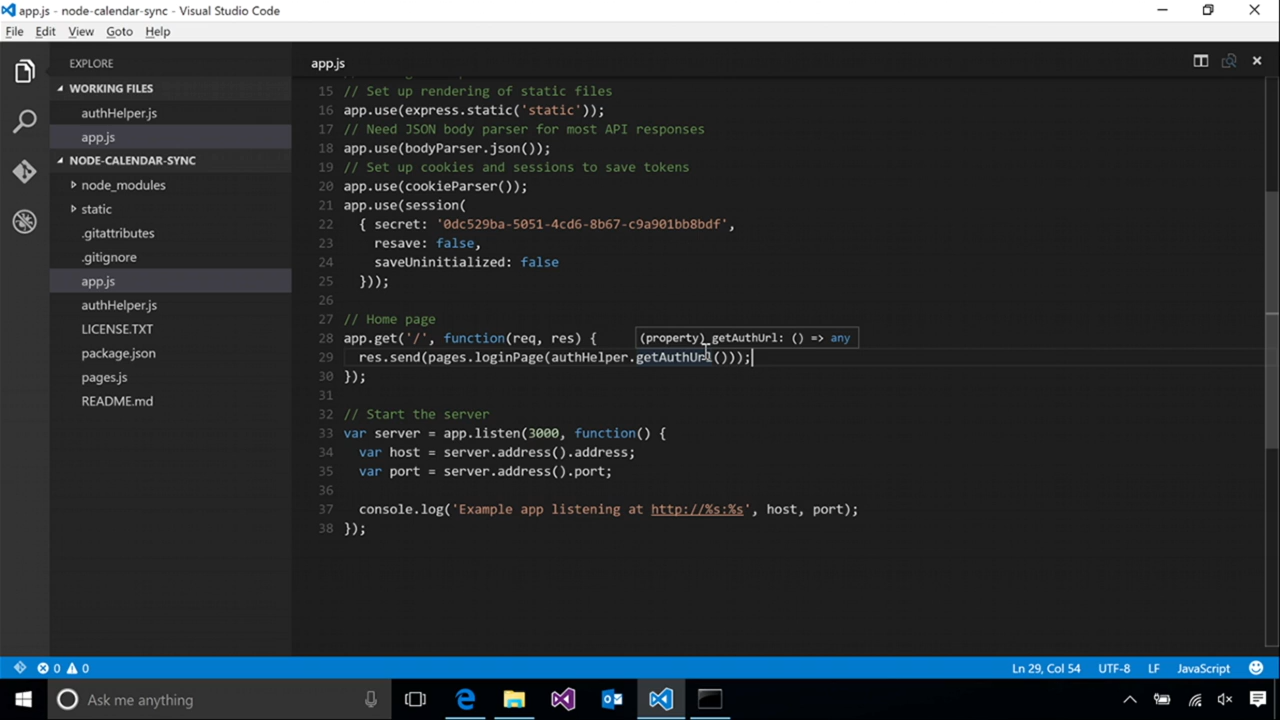 app.js - node-calendar-sync - Visual Studio Code
File Edit View Goto Help
EXPLORE
WORKING FILES
authHelper.js
app.js
NODE-CALENDAR-SYNC
node_modules
static
.gitattributes
.gitignore
app.js
authHelper.js
LICENSE.TXT
package.json
pages.js
README.md
app.js
15 // Set up rendering of static files
16 app.use(express.static('static'));
17 // Need JSON body parser for most API responses
18 app.use(bodyParser.json());
19 // Set up cookies and sessions to save tokens
20 app.use(cookieParser());
21 app.use(session(
22 { secret: '0dc529ba-5051-4cd6-8b67-c9a901bb8bdf',
23 resave: false,
24 saveUninitialized: false
25 }));
26
27 // Home page
28 app.get('/', function(req, res) {
(property) getAuthUrl: () => any
29 res.send(pages.loginPage(authHelper.getAuthUrl()));
30 });
31
32 // Start the server
33 var server = app.listen(3000, function() {
34 var host = server.address().address;
35 var port = server.address().port;
36
37 console.log('Example app listening at http://%s:%s', host, port);
38 });
0 0
Ln 29, Col 54 UTF-8 LF JavaScript
Ask me anything